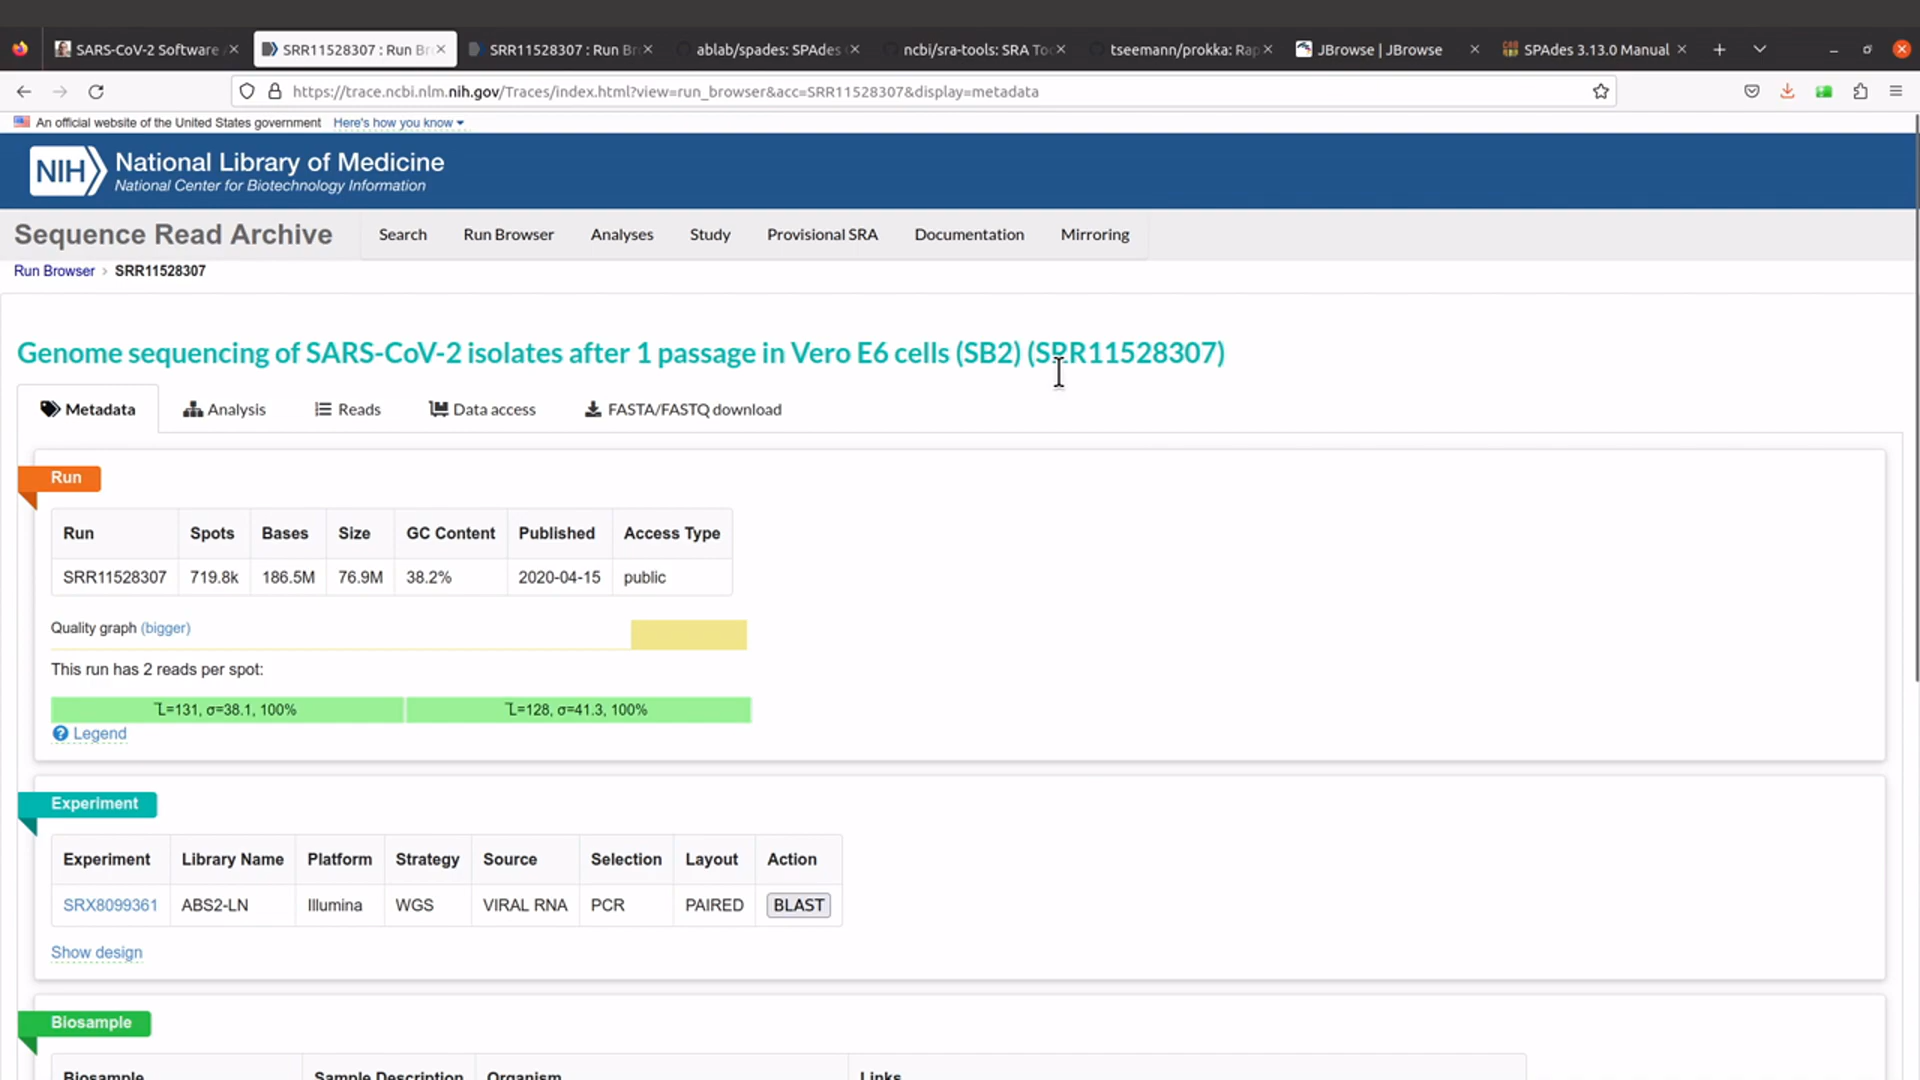 SARS-CoV-2 Software
SRR11528307 : Run Br
SRR11528307 : Run Br
ablab/spades: SPAdes
ncbi/sra-tools: SRA To
tseemann/prokka: Rap
JBrowse | JBrowse
SPAdes 3.13.0 Manual
https://trace.ncbi.nlm.nih.gov/Traces/index.html?view=run_browser&acc=SRR11528307&display=metadata
An official website of the United States government Here's how you know
NIH National Library of Medicine
National Center for Biotechnology Information
Sequence Read Archive Search Run Browser Analyses Study Provisional SRA Documentation Mirroring
Run Browser › SRR11528307
Genome sequencing of SARS-CoV-2 isolates after 1 passage in Vero E6 cells (SB2) (SRR11528307)
Metadata Analysis Reads Data access FASTA/FASTQ download
Run
Run Spots Bases Size GC Content Published Access Type
SRR11528307 719.8k 186.5M 76.9M 38.2% 2020-04-15 public
Quality graph (bigger)
This run has 2 reads per spot:
L̅=131, σ=38.1, 100% L̅=128, σ=41.3, 100%
Legend
Experiment
Experiment Library Name Platform Strategy Source Selection Layout Action
SRX8099361 ABS2-LN Illumina WGS VIRAL RNA PCR PAIRED BLAST
Show design
Biosample
Biosample Sample Description Organism Links